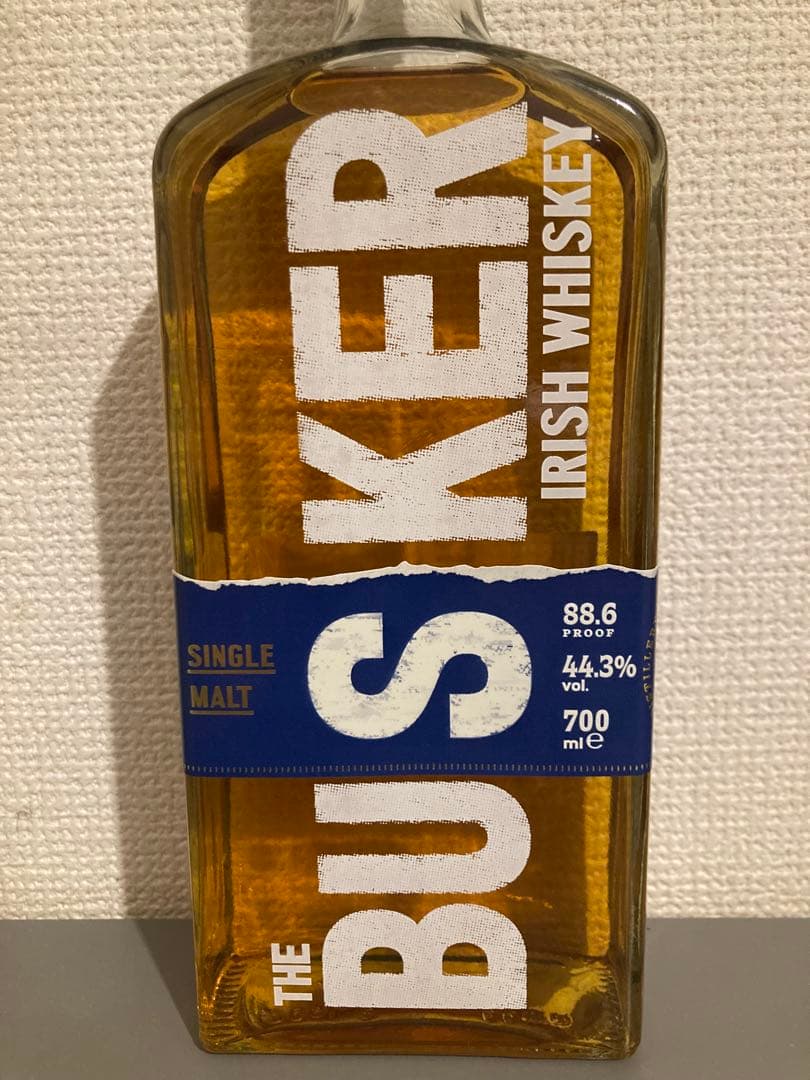 THE
BUSKER
IRISH WHISKEY
SINGLE
MALT
88.6
PROOF
44.3%
vol.
700
ml e